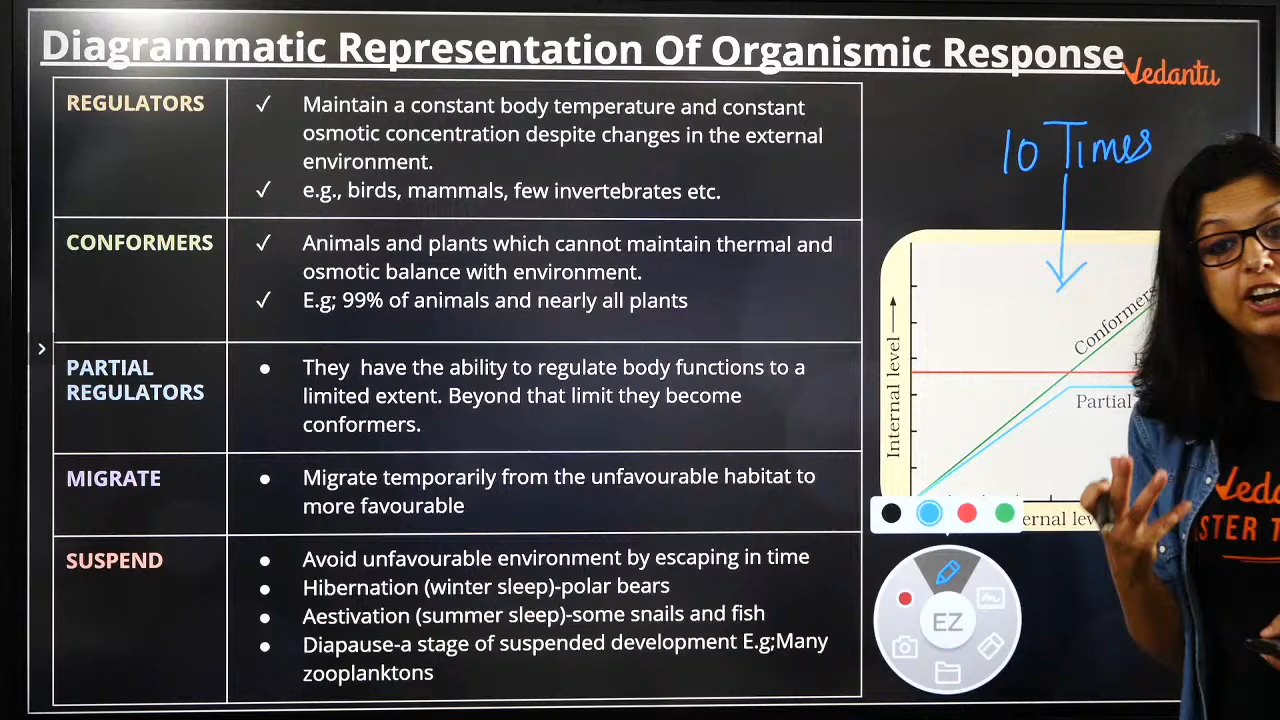 Diagrammatic Representation Of Organismic Response
Vedantu
REGULATORS
✓ Maintain a constant body temperature and constant
osmotic concentration despite changes in the external
environment.
✓ e.g., birds, mammals, few invertebrates etc.
CONFORMERS
✓ Animals and plants which cannot maintain thermal and
osmotic balance with environment.
✓ E.g; 99% of animals and nearly all plants
PARTIAL
REGULATORS
• They have the ability to regulate body functions to a
limited extent. Beyond that limit they become
conformers.
MIGRATE
• Migrate temporarily from the unfavourable habitat to
more favourable
SUSPEND
• Avoid unfavourable environment by escaping in time
• Hibernation (winter sleep)-polar bears
• Aestivation (summer sleep)-some snails and fish
• Diapause-a stage of suspended development E.g;Many
zooplanktons
10 Times
Internal level
Conformers
Partial
EZ